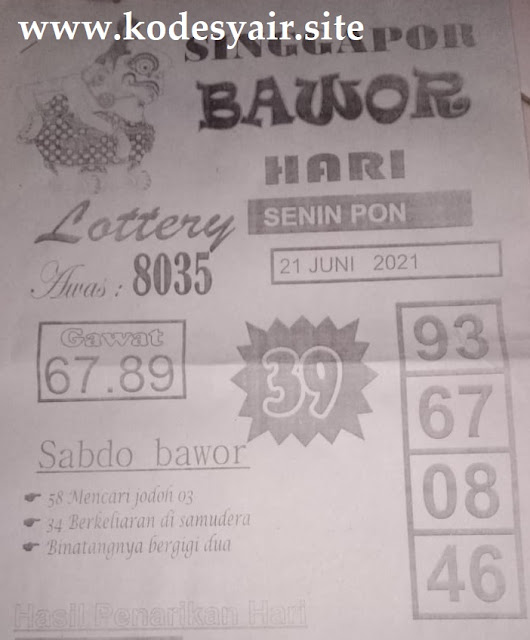 www.kodesyair.site
SINGGAPOR
BAWOR
HARI
Lottery
SENIN PON
Awas : 8035
21 JUNI 2021
Gawat
67.89
39
93
67
08
46
Sabdo bawor
☛ 58 Mencari jodoh 03
☛ 34 Berkeliaran di samudera
☛ Binatangnya bergigi dua
Hasil Penarikan Hari